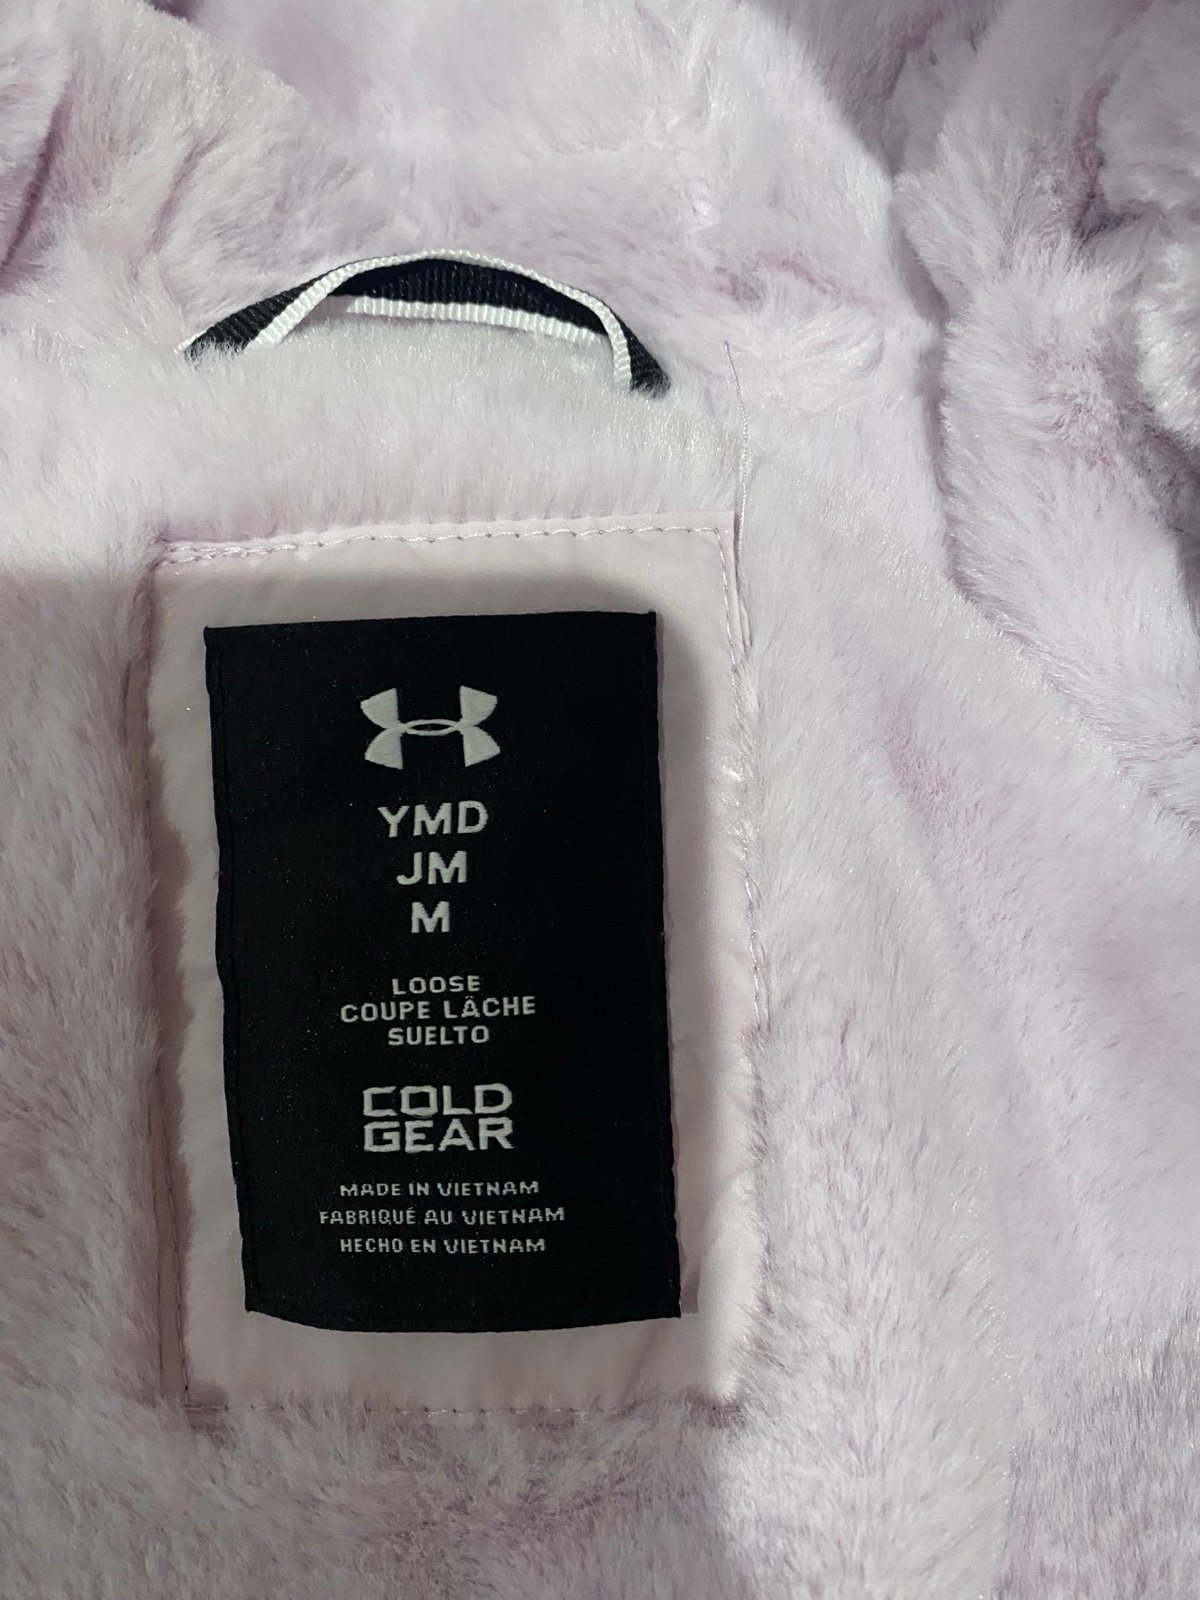 YMD
JM
M
LOOSE
COUPE LÂCHE
SUELTO
COLD
GEAR
MADE IN VIETNAM
FABRIQUÉ AU VIETNAM
HECHO EN VIETNAM